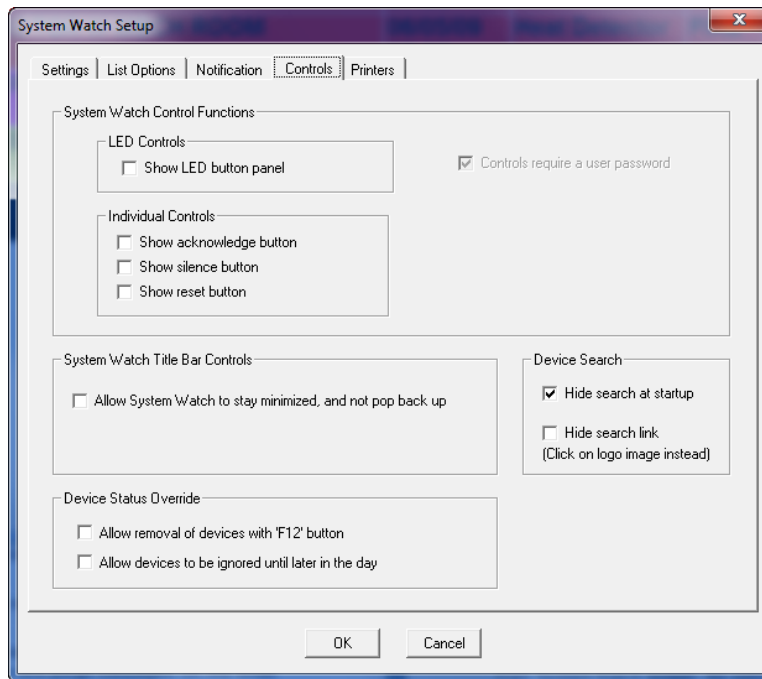 System Watch Setup
Settings
List Options
Notification
Controls
Printers
System Watch Control Functions
LED Controls
Show LED button panel
Controls require a user password
Individual Controls
Show acknowledge button
Show silence button
Show reset button
System Watch Title Bar Controls
Allow System Watch to stay minimized, and not pop back up
Device Search
Hide search at startup
Hide search link
(Click on logo image instead)
Device Status Override
Allow removal of devices with 'F12' button
Allow devices to be ignored until later in the day
OK
Cancel